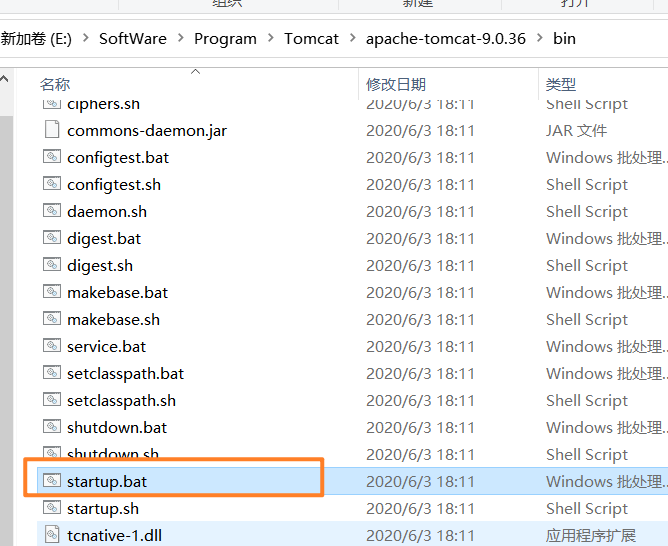 组织 新建 打开
新加卷 (E:) > SoftWare > Program > Tomcat > apache-tomcat-9.0.36 > bin
名称 修改日期 类型
ciphers.sh 2020/6/3 18:11 Shell Script
commons-daemon.jar 2020/6/3 18:11 JAR 文件
configtest.bat 2020/6/3 18:11 Windows 批处理...
configtest.sh 2020/6/3 18:11 Shell Script
daemon.sh 2020/6/3 18:11 Shell Script
digest.bat 2020/6/3 18:11 Windows 批处理...
digest.sh 2020/6/3 18:11 Shell Script
makebase.bat 2020/6/3 18:11 Windows 批处理...
makebase.sh 2020/6/3 18:11 Shell Script
service.bat 2020/6/3 18:11 Windows 批处理...
setclasspath.bat 2020/6/3 18:11 Windows 批处理...
setclasspath.sh 2020/6/3 18:11 Shell Script
shutdown.bat 2020/6/3 18:11 Windows 批处理...
shutdown.sh 2020/6/3 18:11 Shell Script
startup.bat 2020/6/3 18:11 Windows 批处理...
startup.sh 2020/6/3 18:11 Shell Script
tcnative-1.dll 2020/6/3 18:11 应用程序扩展